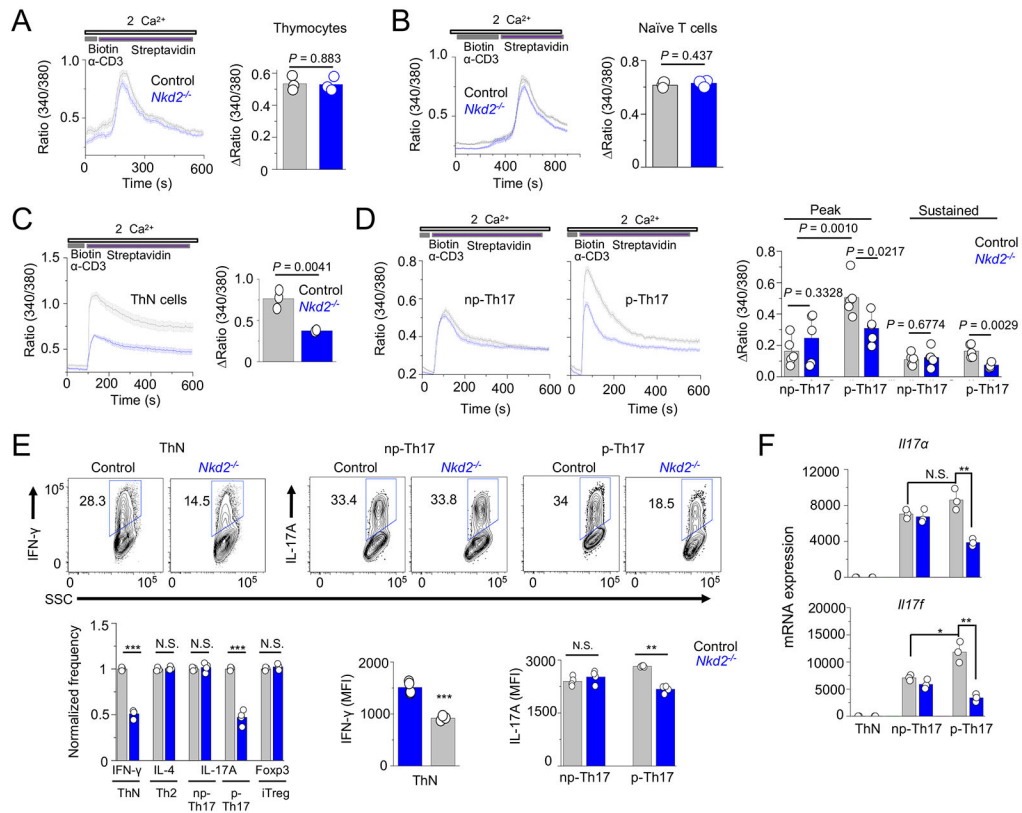 A
2 Ca²⁺
Biotin
α-CD3
Streptavidin
Thymocytes
Control
Nkd2⁻/⁻
P = 0.883
Ratio (340/380)
1.0
0.5
0 300 600
Time (s)
ΔRatio (340/380)
0.6
0.4
0.2
0
B
2 Ca²⁺
Biotin
α-CD3
Streptavidin
Naïve T cells
Control
Nkd2⁻/⁻
P = 0.437
Ratio (340/380)
1.0
0.5
0 400 800
Time (s)
ΔRatio (340/380)
0.8
0.6
0.4
0.2
0
C
2 Ca²⁺
Biotin
α-CD3
Streptavidin
ThN cells
P = 0.0041
Control
Nkd2⁻/⁻
Ratio (340/380)
1.5
1.0
0.5
0 200 400 600
Time (s)
ΔRatio (340/380)
1.0
0.5
0
D
2 Ca²⁺
2 Ca²⁺
Biotin
α-CD3
Streptavidin
Biotin
α-CD3
Streptavidin
np-Th17
p-Th17
Ratio (340/380)
0.8
0.6
0.4
0.2
0 200 400 600
0 200 400 600
Time (s)
Time (s)
Peak
Sustained
P = 0.0010
Control
Nkd2⁻/⁻
P = 0.0217
P = 0.3328
P = 0.6774
P = 0.0029
ΔRatio (340/380)
0.8
0.6
0.4
0.2
0.0
np-Th17 p-Th17 np-Th17 p-Th17
E
ThN
np-Th17
p-Th17
Control
Nkd2⁻/⁻
Control
Nkd2⁻/⁻
Control
Nkd2⁻/⁻
IFN-γ
10⁵
0
28.3
14.5
IL-17A
33.4
33.8
34
18.5
10⁵ 10⁵ 10⁵ 10⁵ 10⁵ 10⁵
SSC
Normalized frequency
1.5
1
0.5
0
*** N.S. N.S. *** N.S.
IFN-γ IL-4 IL-17A Foxp3
ThN Th2 np-Th17 p-Th17 iTreg
IFN-γ (MFI)
2000
1000
0
***
ThN
IL-17A (MFI)
3000
1500
0
N.S.
**
Control
Nkd2⁻/⁻
np-Th17 p-Th17
F
Il17α
mRNA expression
12000
8000
4000
0
N.S.
**
Il17f
20000
15000
10000
5000
0
*
**
ThN np-Th17 p-Th17